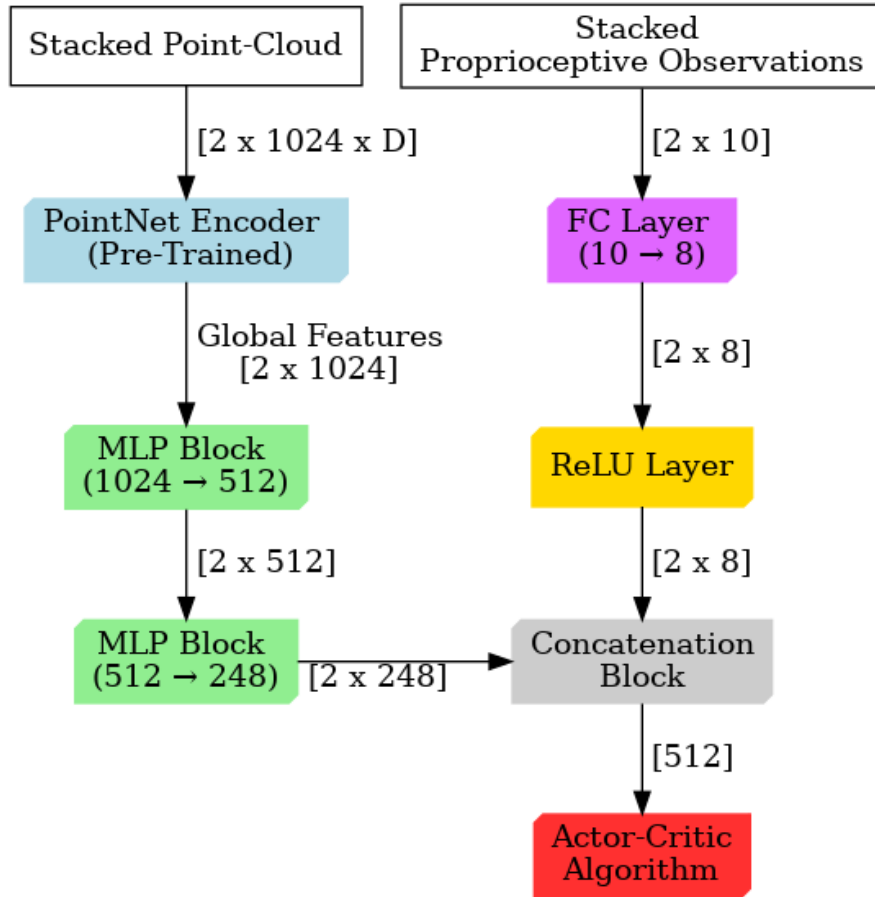 Stacked Point-Cloud
Stacked
Proprioceptive Observations
[2 x 1024 x D]
[2 x 10]
PointNet Encoder
(Pre-Trained)
FC Layer
(10 → 8)
Global Features
[2 x 1024]
[2 x 8]
MLP Block
(1024 → 512)
ReLU Layer
[2 x 512]
[2 x 8]
MLP Block
(512 → 248)
[2 x 248]
Concatenation
Block
[512]
Actor-Critic
Algorithm